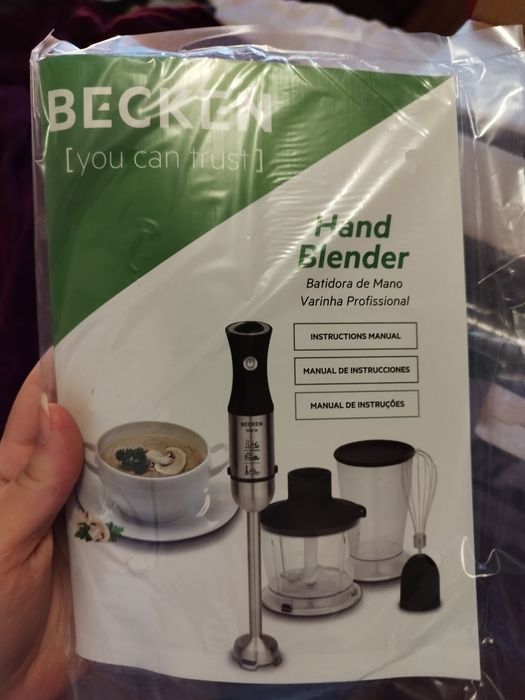 BECKEN
[you can trust]
Hand
Blender
Batidora de Mano
Varinha Profissional
INSTRUCTIONS MANUAL
MANUAL DE INSTRUCCIONES
MANUAL DE INSTRUÇÕES
BECKEN